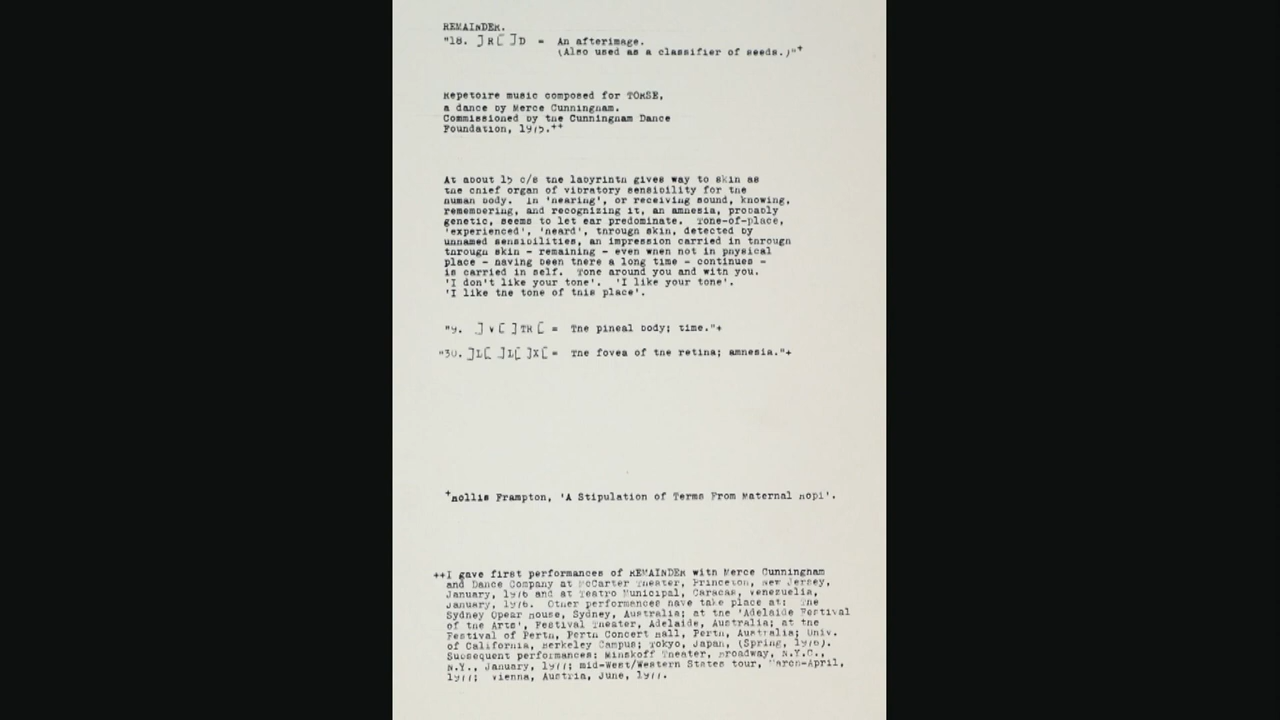 REMAINDER.
"18. ]R[ ]D = An afterimage.
(Also used as a classifier of seeds.)"+
Repetoire music composed for TORSE,
a dance by Merce Cunningham.
Commissioned by the Cunningham Dance
Foundation, 1975.++
At about 15 c/s the labyrinth gives way to skin as
the chief organ of vibratory sensibility for the
human body. In 'hearing', or receiving sound, knowing,
remembering, and recognizing it, an amnesia, probably
genetic, seems to let ear predominate. Tone-of-place,
'experienced', 'heard', through skin, detected by
unnamed sensibilities, an impression carried in through
through skin - remaining - even when not in physical
place - having been there a long time - continues -
is carried in self. Tone around you and with you.
'I don't like your tone'. 'I like your tone'.
'I like the tone of this place'.
"9. ]V[ ]TR[ = The pineal body; time."+
"30. ]L[ ]L[ ]X[ = The fovea of the retina; amnesia."+
+Hollis Frampton, 'A Stipulation of Terms From Maternal Hopi'.
++I gave first performances of REMAINDER with Merce Cunningham
and Dance Company at McCarter Theater, Princeton, New Jersey,
January, 1976 and at Teatro Municipal, Caracas, Venezuelia,
January, 1976. Other performances have take place at: The
Sydney Opear House, Sydney, Australia; at the 'Adelaide Festival
of the Arts', Festival Theater, Adelaide, Australia; at the
Festival of Perth, Perth Concert Hall, Perth, Australia; Univ.
of California, Berkeley Campus; Tokyo, Japan, (Spring, 1976).
Subsequent performances: Minskoff Theater, Broadway, N.Y.C.,
N.Y., January, 1977; mid-West/Western States tour, March-April,
1977; Vienna, Austria, June, 1977.